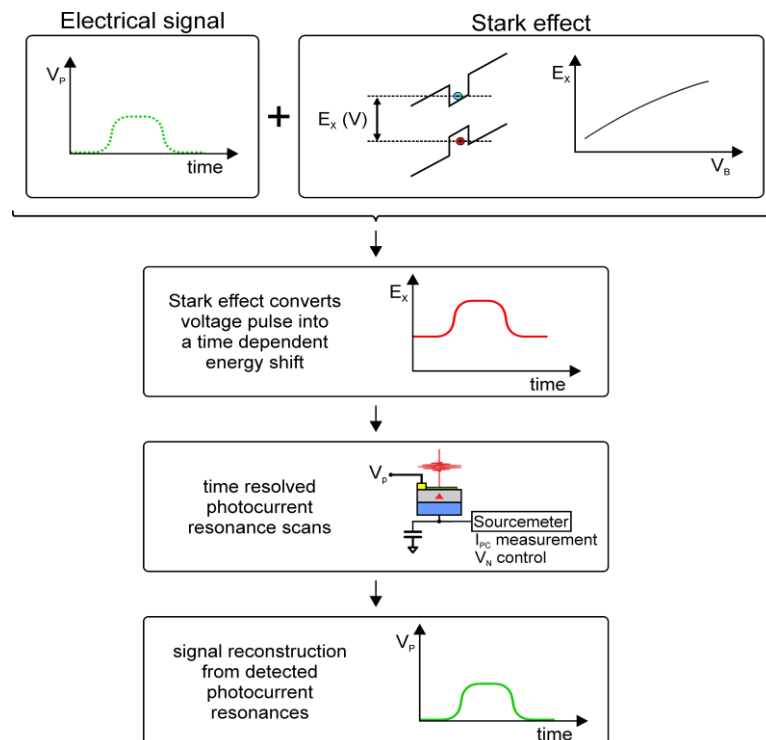 Electrical signal
Stark effect
V_P
time
+
E_X (V)
E_X
V_B
Stark effect converts
voltage pulse into
a time dependent
energy shift
E_X
time
time resolved
photocurrent
resonance scans
V_p
Sourcemeter
I_PC measurement
V_N control
signal reconstruction
from detected
photocurrent
resonances
V_P
time